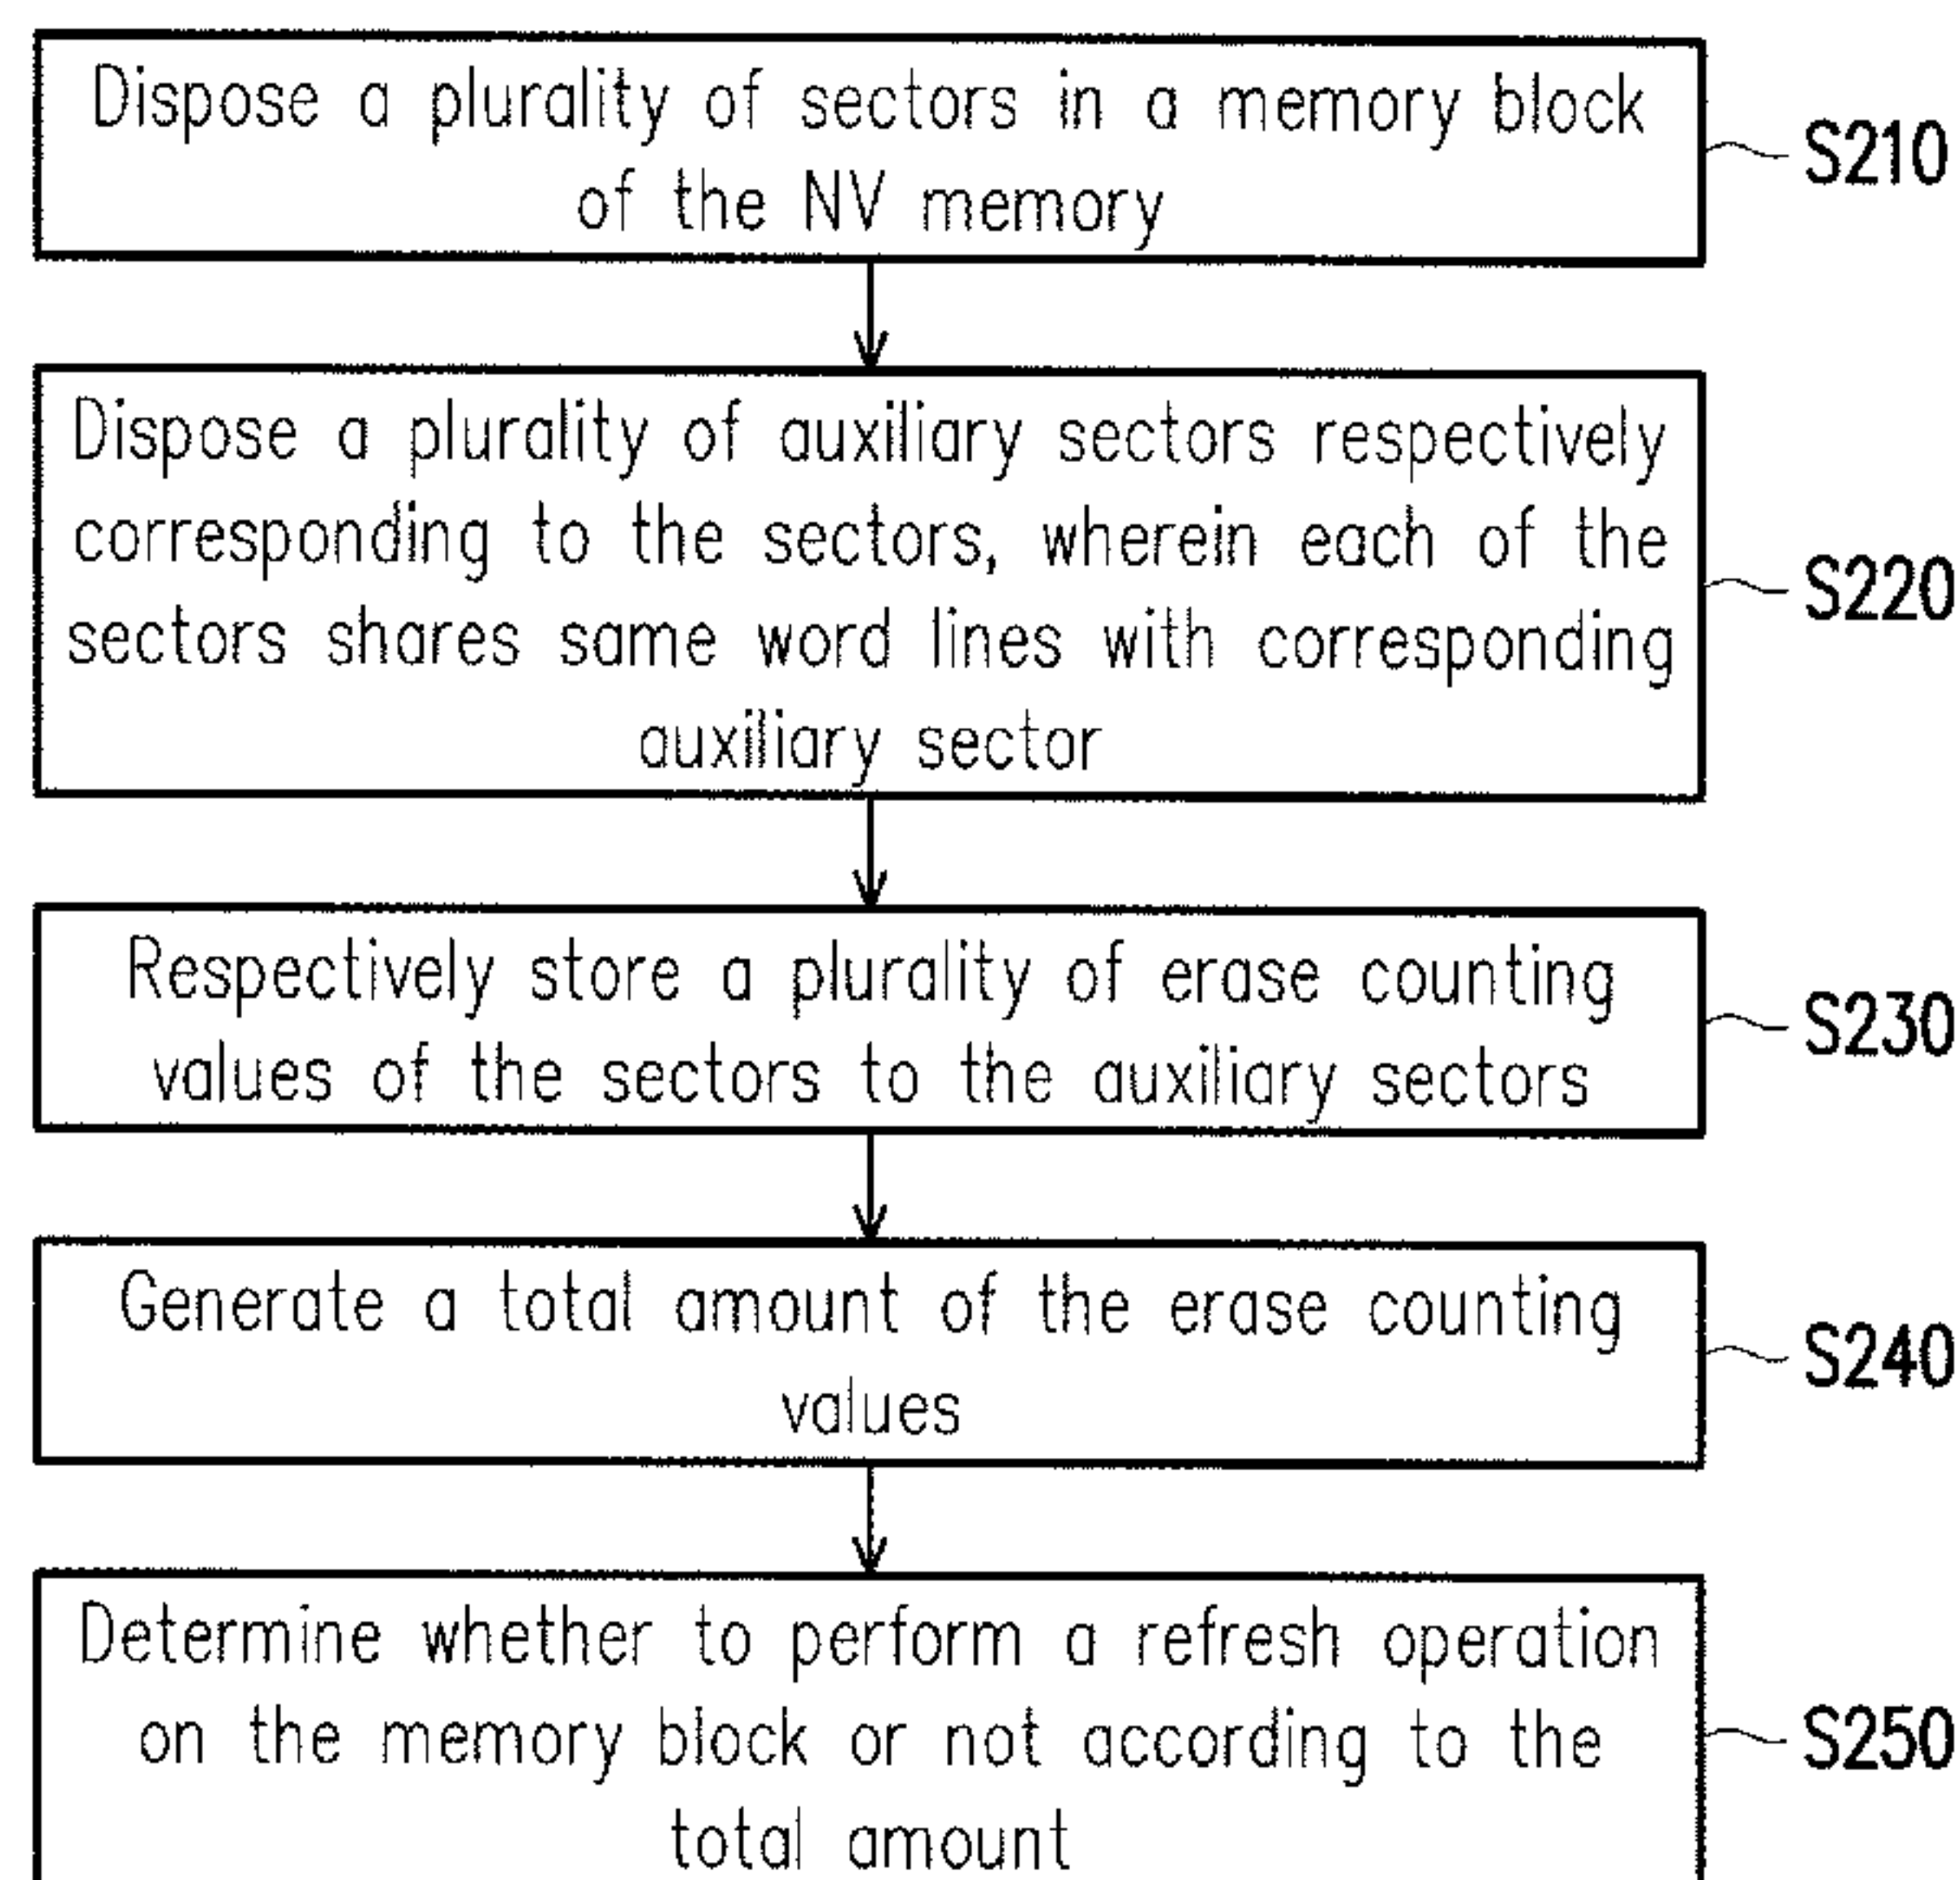 Dispose a plurality of sectors in a memory block
of the NV memory
S210
Dispose a plurality of auxiliary sectors respectively
corresponding to the sectors, wherein each of the
sectors shares same word lines with corresponding
auxiliary sector
S220
Respectively store a plurality of erase counting
values of the sectors to the auxiliary sectors
S230
Generate a total amount of the erase counting
values
S240
Determine whether to perform a refresh operation
on the memory block or not according to the
total amount
S250